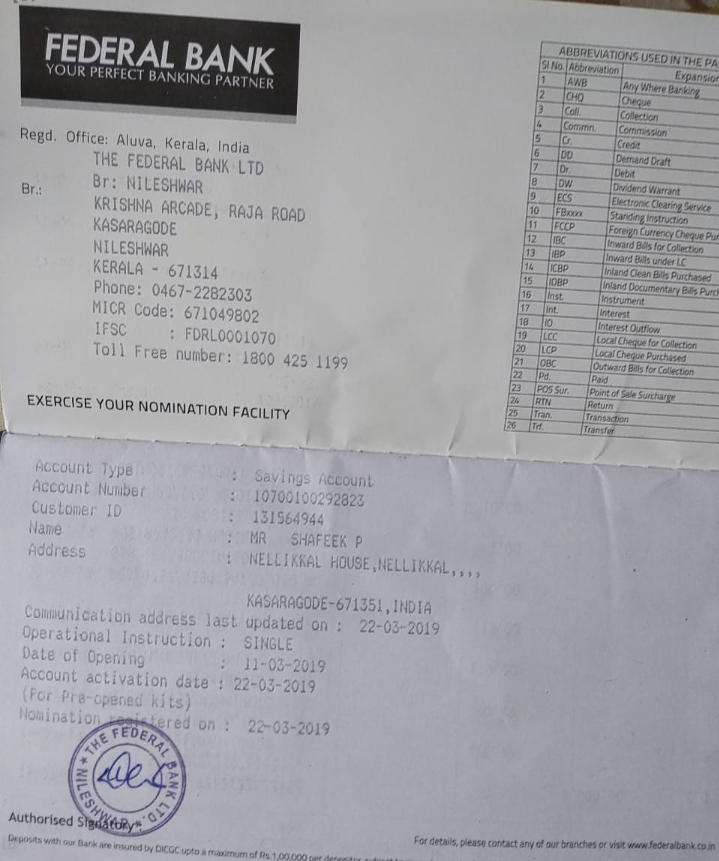 FEDERAL BANK
YOUR PERFECT BANKING PARTNER
Regd. Office: Aluva, Kerala, India
THE FEDERAL BANK LTD
Br.: Br: NILESHWAR
KRISHNA ARCADE, RAJA ROAD
KASARAGODE
NILESHWAR
KERALA - 671314
Phone: 0467-2282303
MICR Code: 671049802
IFSC : FDRL0001070
Toll Free number: 1800 425 1199
EXERCISE YOUR NOMINATION FACILITY
ABBREVIATIONS USED IN THE PA
Sl No. Abbreviation Expansion
1 AWB Any Where Banking
2 CHQ Cheque
3 Coll. Collection
4 Commn. Commission
5 Cr. Credit
6 DD Demand Draft
7 Dr. Debit
8 DW Dividend Warrant
9 ECS Electronic Clearing Service
10 FBxxxx Standing Instruction
11 FCCP Foreign Currency Cheque Pur
12 IBC Inward Bills for Collection
13 IBP Inward Bills under LC
14 ICBP Inland Clean Bills Purchased
15 IDBP Inland Documentary Bills Purch
16 Inst. Instrument
17 Int. Interest
18 IO Interest Outflow
19 LCC Local Cheque for Collection
20 LCP Local Cheque Purchased
21 OBC Outward Bills for Collection
22 Pd. Paid
23 POS Sur. Point of Sale Surcharge
24 RTN Return
25 Tran. Transaction
26 Trf. Transfer
Account Type : Savings Account
Account Number : 10700100292823
Customer ID : 131564944
Name : MR SHAFEEK P
Address : NELLIKKAL HOUSE,NELLIKKAL,,,,
KASARAGODE-671351,INDIA
Communication address last updated on : 22-03-2019
Operational Instruction : SINGLE
Date of Opening : 11-03-2019
Account activation date : 22-03-2019
(For Pre-opened kits)
Nomination registered on : 22-03-2019
THE FEDERAL BANK LTD.
NILESHWAR
Authorised Signatory
For details, please contact any of our branches or visit www.federalbank.co.in
Deposits with our Bank are insured by DICGC upto a maximum of Rs.1,00,000 per